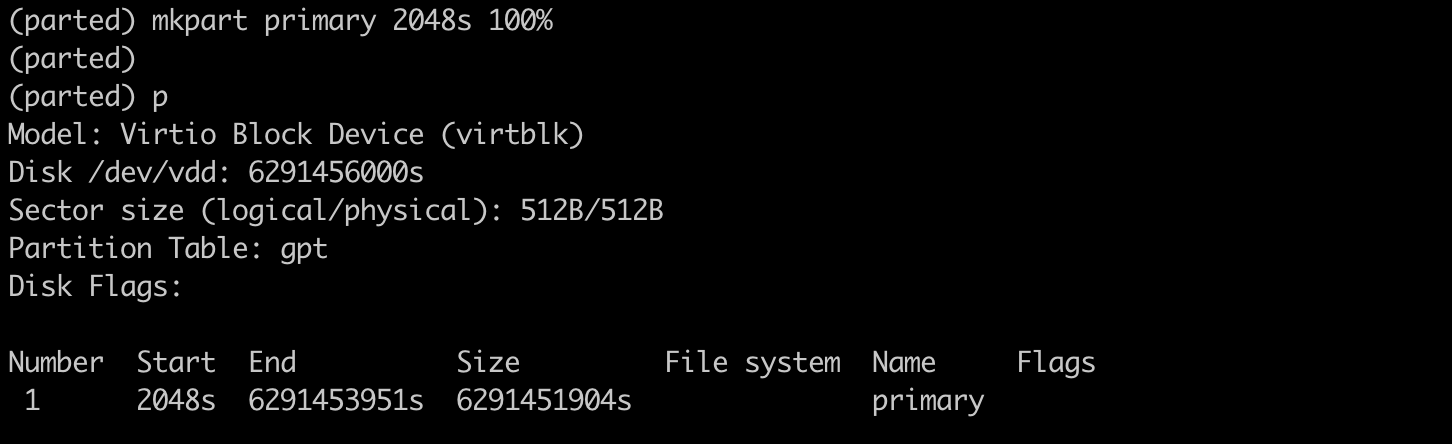 (parted) mkpart primary 2048s 100%
(parted)
(parted) p
Model: Virtio Block Device (virtblk)
Disk /dev/vdd: 6291456000s
Sector size (logical/physical): 512B/512B
Partition Table: gpt
Disk Flags:

Number  Start  End          Size         File system  Name     Flags
 1      2048s  6291453951s  6291451904s               primary